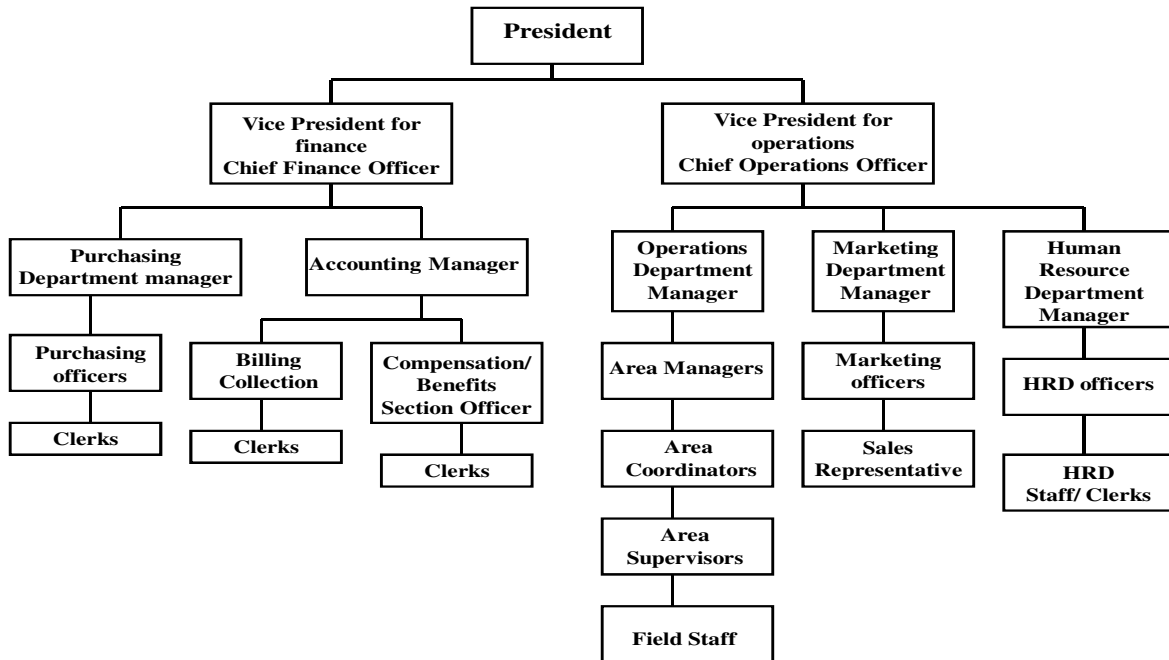 President
Vice President for
finance
Chief Finance Officer
Vice President for
operations
Chief Operations Officer
Purchasing
Department manager
Accounting Manager
Operations
Department
Manager
Marketing
Department
Manager
Human
Resource
Department
Manager
Purchasing
officers
Billing
Collection
Compensation/
Benefits
Section Officer
Area Managers
Marketing
officers
HRD officers
Clerks
Clerks
Clerks
Area
Coordinators
Sales
Representative
HRD
Staff/ Clerks
Area
Supervisors
Field Staff